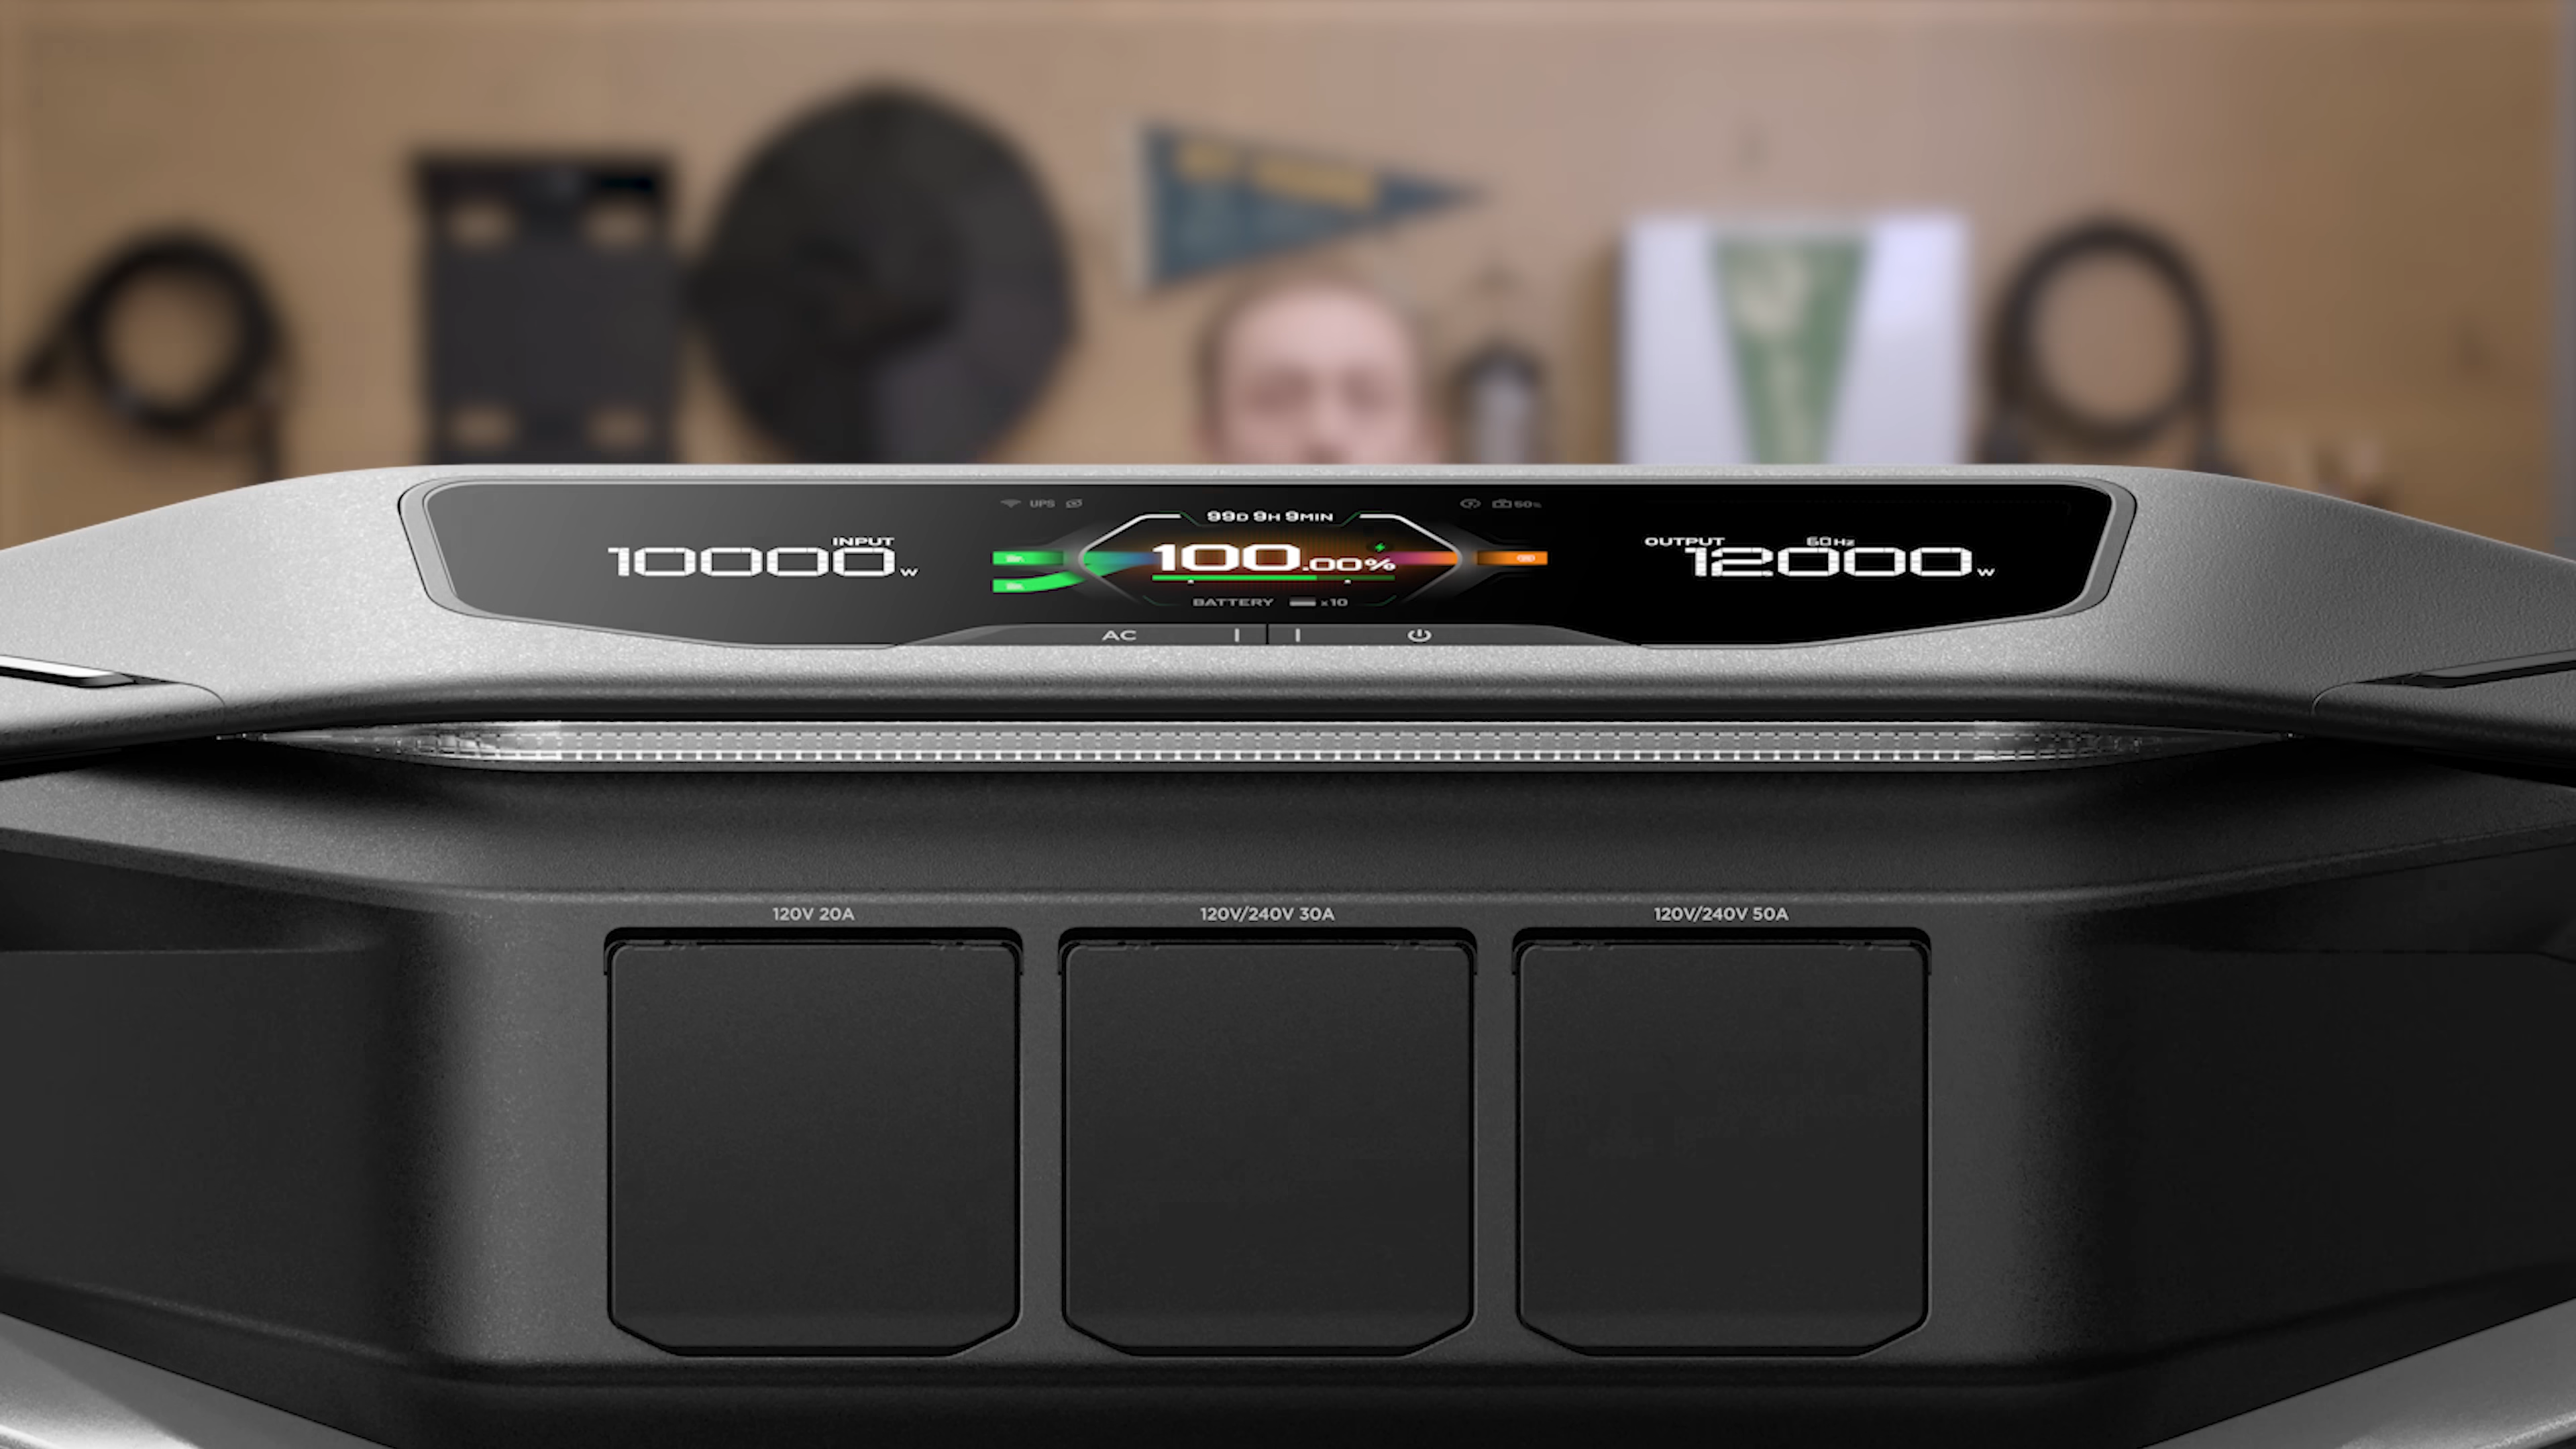 UPS
50%
99D 9H 9MIN
INPUT
10000W
100.00%
OUTPUT
60Hz
12000W
BATTERY x10
AC
120V 20A
120V/240V 30A
120V/240V 50A